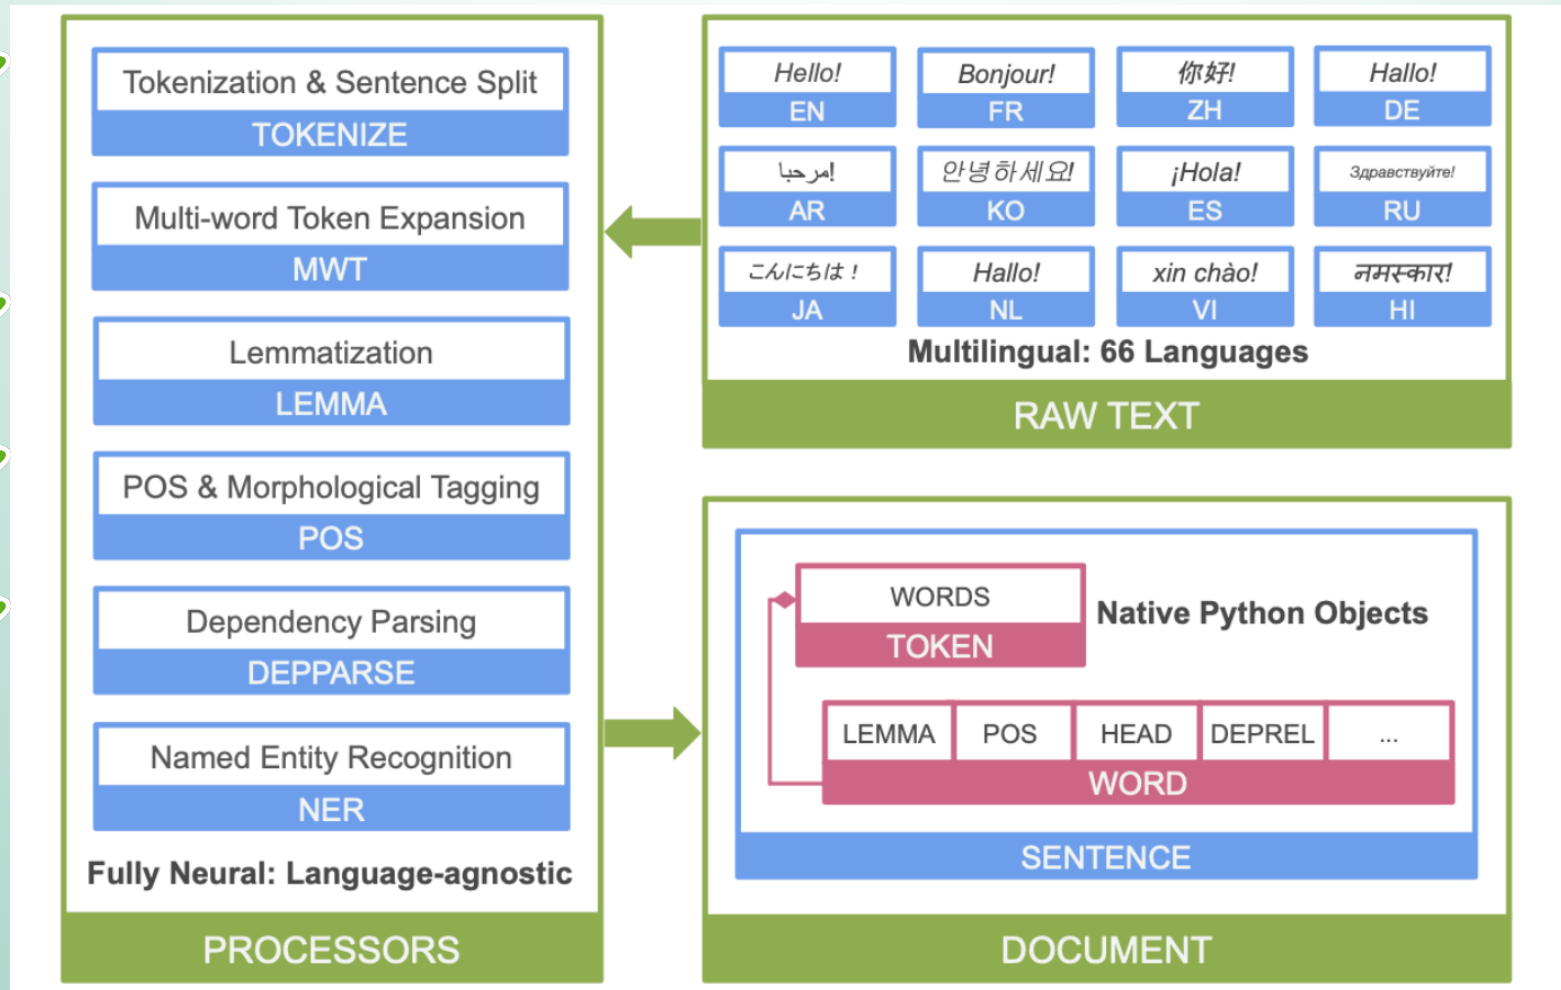 Tokenization & Sentence Split
TOKENIZE
Multi-word Token Expansion
MWT
Lemmatization
LEMMA
POS & Morphological Tagging
POS
Dependency Parsing
DEPPARSE
Named Entity Recognition
NER
Fully Neural: Language-agnostic
PROCESSORS
Hello!
EN
Bonjour!
FR
你好!
ZH
Hallo!
DE
مرحبا!
AR
안녕하세요!
KO
¡Hola!
ES
Здравствуйте!
RU
こんにちは！
JA
Hallo!
NL
xin chào!
VI
नमस्कार!
HI
Multilingual: 66 Languages
RAW TEXT
WORDS
TOKEN
Native Python Objects
LEMMA POS HEAD DEPREL ...
WORD
SENTENCE
DOCUMENT